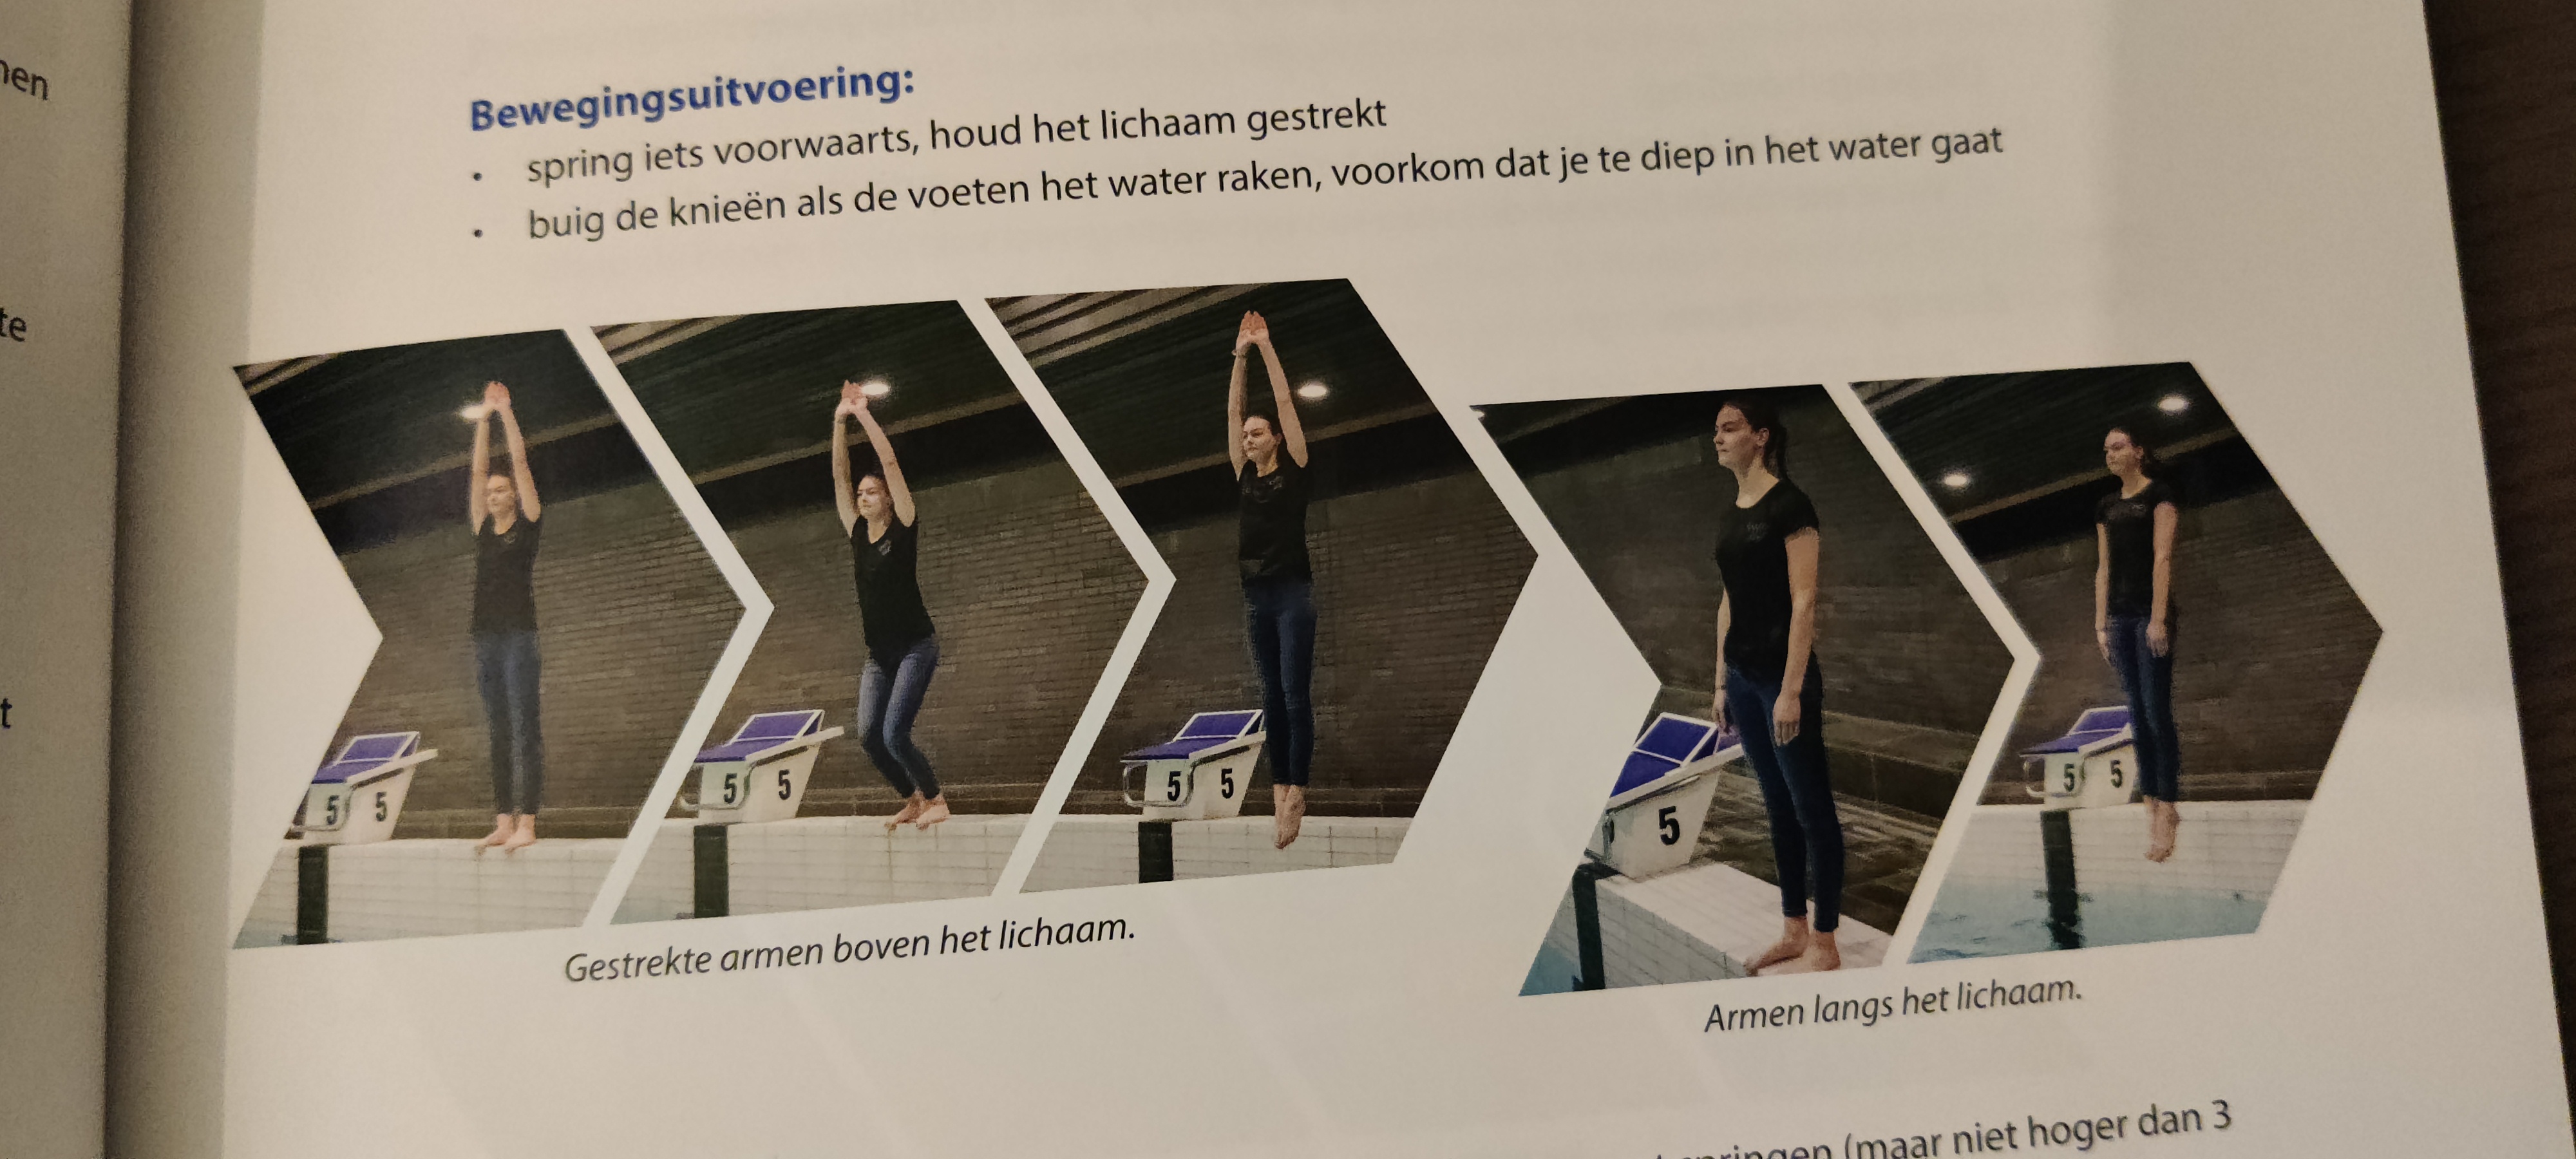 nen
te
t
Bewegingsuitvoering:
• spring iets voorwaarts, houd het lichaam gestrekt
• buig de knieën als de voeten het water raken, voorkom dat je te diep in het water gaat
5 5
5 5
5 5
5
5 5
Gestrekte armen boven het lichaam.
Armen langs het lichaam.
(maar niet hoger dan 3